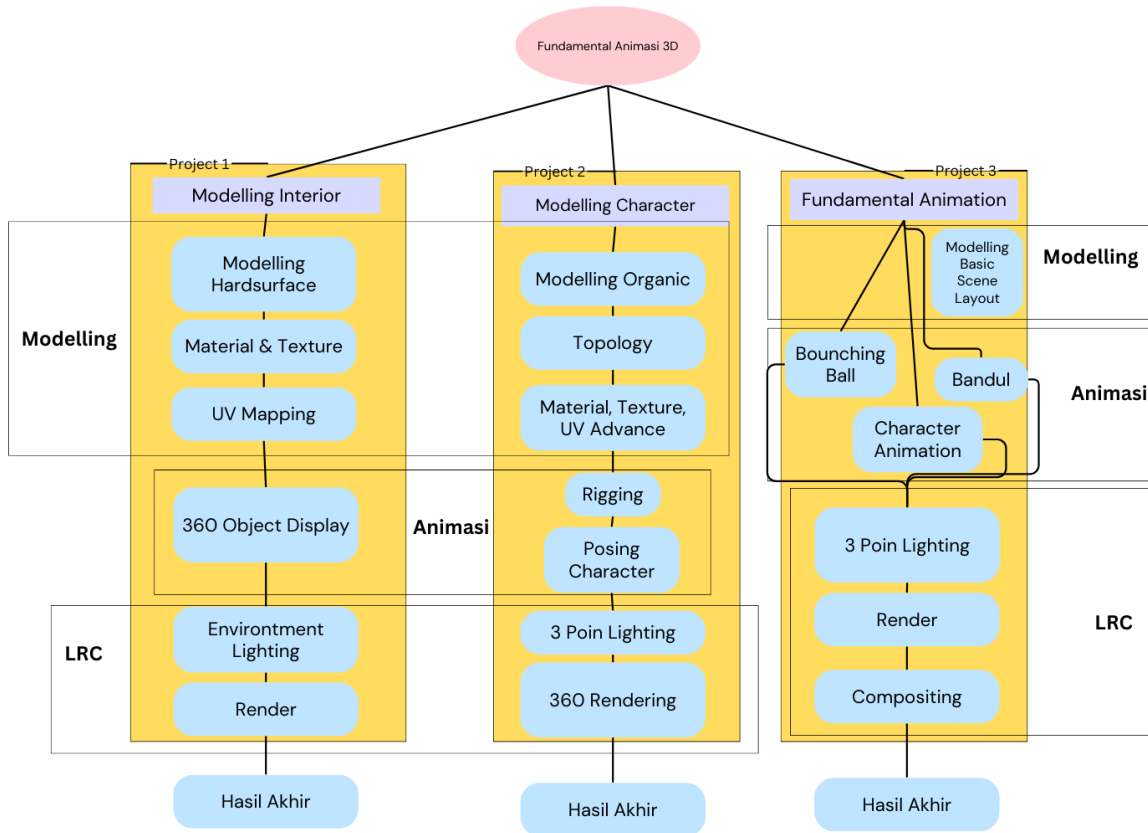 Fundamental Animasi 3D
Project 1
Modelling Interior
Modelling
Modelling
Hardsurface
Material & Texture
UV Mapping
360 Object Display
Animasi
LRC
Environtment
Lighting
Render
Hasil Akhir
Project 2
Modelling Character
Modelling Organic
Topology
Material, Texture,
UV Advance
Rigging
Posing
Character
3 Poin Lighting
360 Rendering
Hasil Akhir
Project 3
Fundamental Animation
Modelling
Basic
Scene
Layout
Modelling
Bounching
Ball
Bandul
Character
Animation
Animasi
3 Poin Lighting
Render
Compositing
LRC
Hasil Akhir